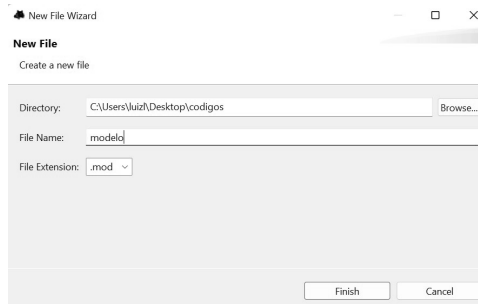 New File Wizard
New File
Create a new file
Directory: C:\Users\luizl\Desktop\codigos Browse...
File Name: modelo
File Extension: .mod
Finish Cancel